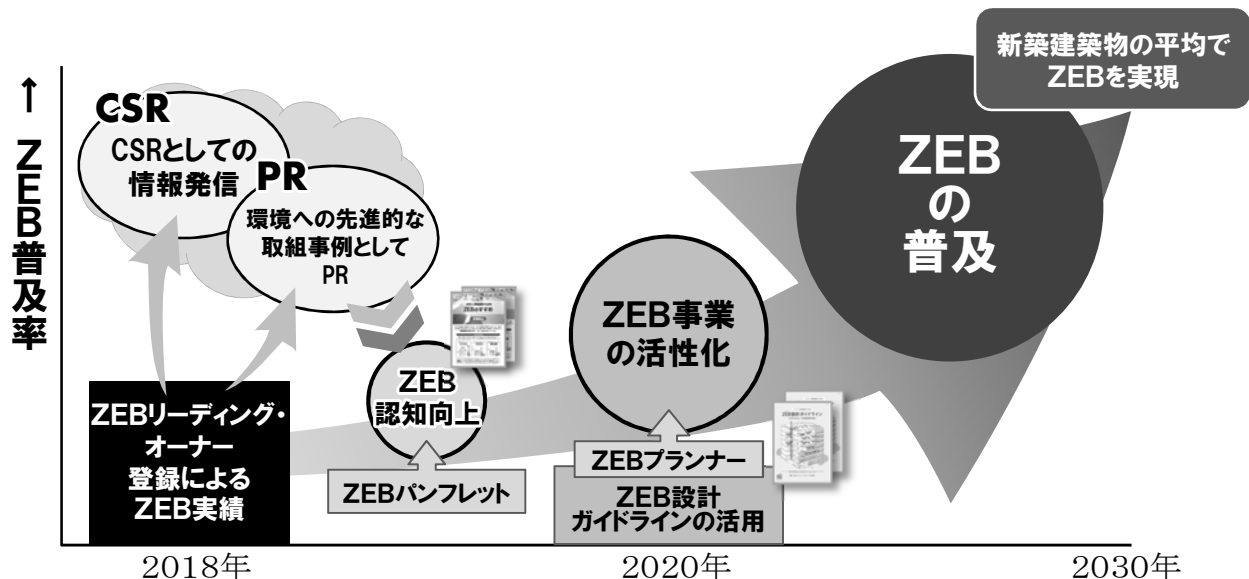 ↑ZEB普及率
CSR
CSRとしての
情報発信
PR
環境への先進的な
取組事例として
PR
ZEBリーディング・
オーナー
登録による
ZEB実績
ZEB
認知向上
ZEBパンフレット
ZEB事業
の活性化
ZEBプランナー
ZEB設計
ガイドラインの活用
ZEB
の
普及
新築建築物の平均で
ZEBを実現
2018年
2020年
2030年